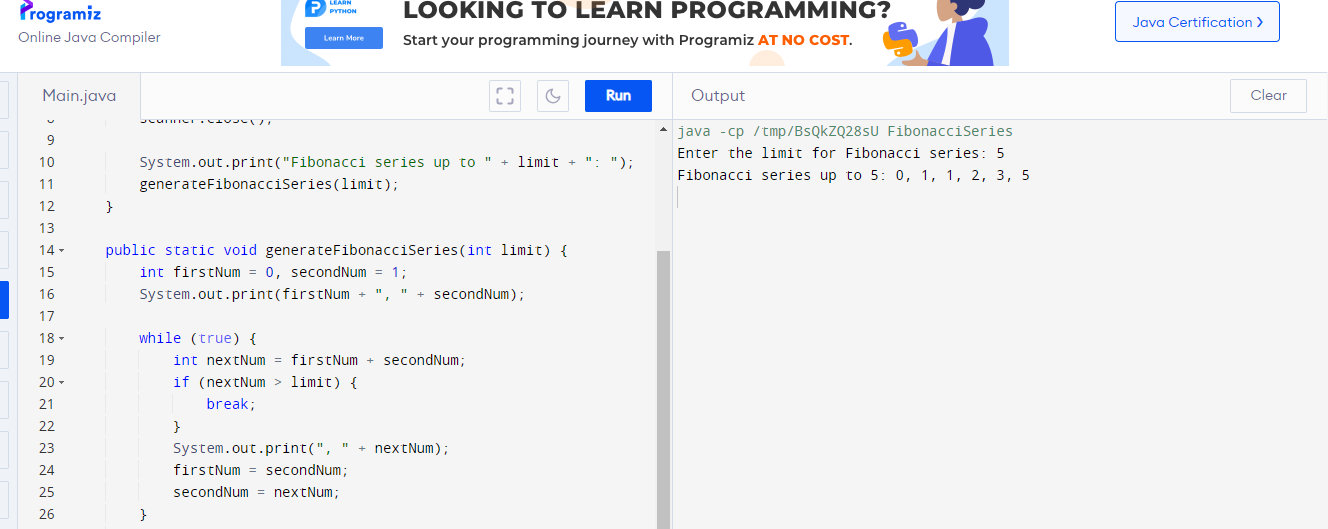 Programiz
Online Java Compiler
LEARN
PYTHON
Learn More
LOOKING TO LEARN PROGRAMMING?
Start your programming journey with Programiz AT NO COST.
Java Certification ›
Main.java
Run
Output
Clear
8 scanner.close();
9
10 System.out.print("Fibonacci series up to " + limit + ": ");
11 generateFibonacciSeries(limit);
12 }
13
14 public static void generateFibonacciSeries(int limit) {
15 int firstNum = 0, secondNum = 1;
16 System.out.print(firstNum + ", " + secondNum);
17
18 while (true) {
19 int nextNum = firstNum + secondNum;
20 if (nextNum > limit) {
21 break;
22 }
23 System.out.print(", " + nextNum);
24 firstNum = secondNum;
25 secondNum = nextNum;
26 }
java -cp /tmp/BsQkZQ28sU FibonacciSeries
Enter the limit for Fibonacci series: 5
Fibonacci series up to 5: 0, 1, 1, 2, 3, 5